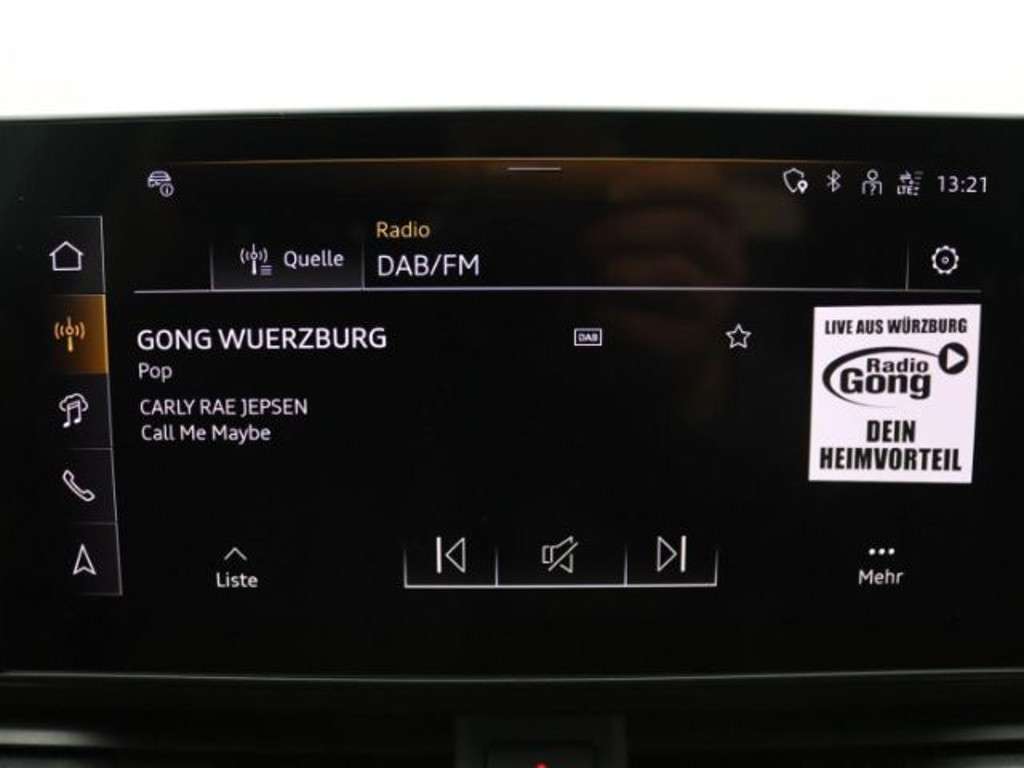 LTE
13:21
Radio
Quelle
DAB/FM
GONG WUERZBURG
DAB
Pop
CARLY RAE JEPSEN
Call Me Maybe
LIVE AUS WÜRZBURG
Radio
Gong
DEIN
HEIMVORTEIL
Liste
Mehr